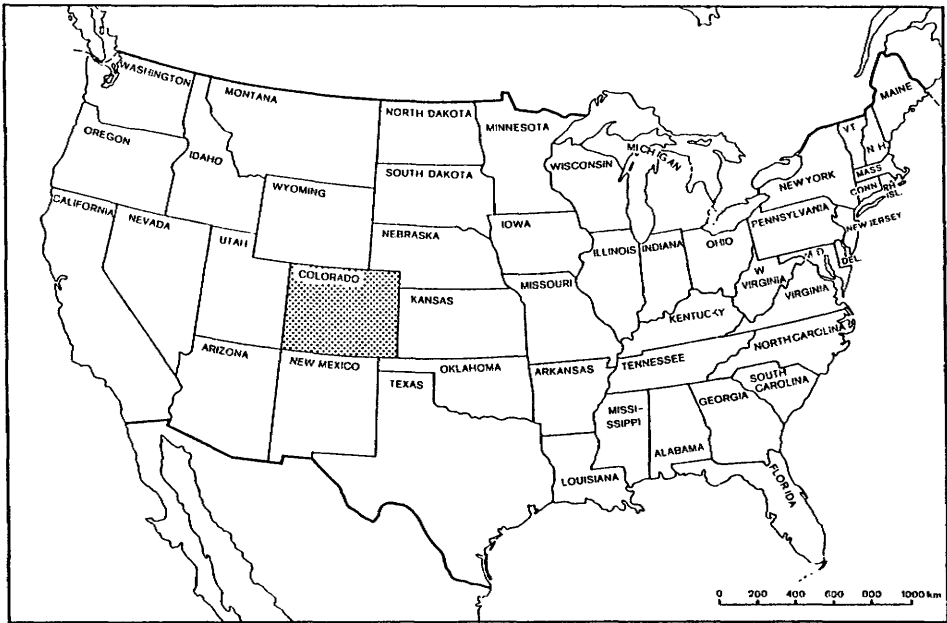 WASHINGTON
MONTANA
NORTH DAKOTA
MINNESOTA
MAINE
VT.
N.H.
OREGON
IDAHO
WISCONSIN
MICHIGAN
SOUTH DAKOTA
WYOMING
NEW YORK
MASS
CONN
RH.
ISL.
CALIFORNIA
NEVADA
UTAH
NEBRASKA
IOWA
PENNSYLVANIA
NEW JERSEY
ILLINOIS
INDIANA
OHIO
MD.
DEL.
COLORADO
KANSAS
MISSOURI
W
VIRGINIA
VIRGINIA
KENTUCKY
ARIZONA
NEW MEXICO
OKLAHOMA
TEXAS
ARKANSAS
TENNESSEE
NORTH CAROLINA
SOUTH
CAROLINA
MISSI-
SSIPPI
GEORGIA
ALABAMA
LOUISIANA
FLORIDA
0 200 400 600 800 1000 km